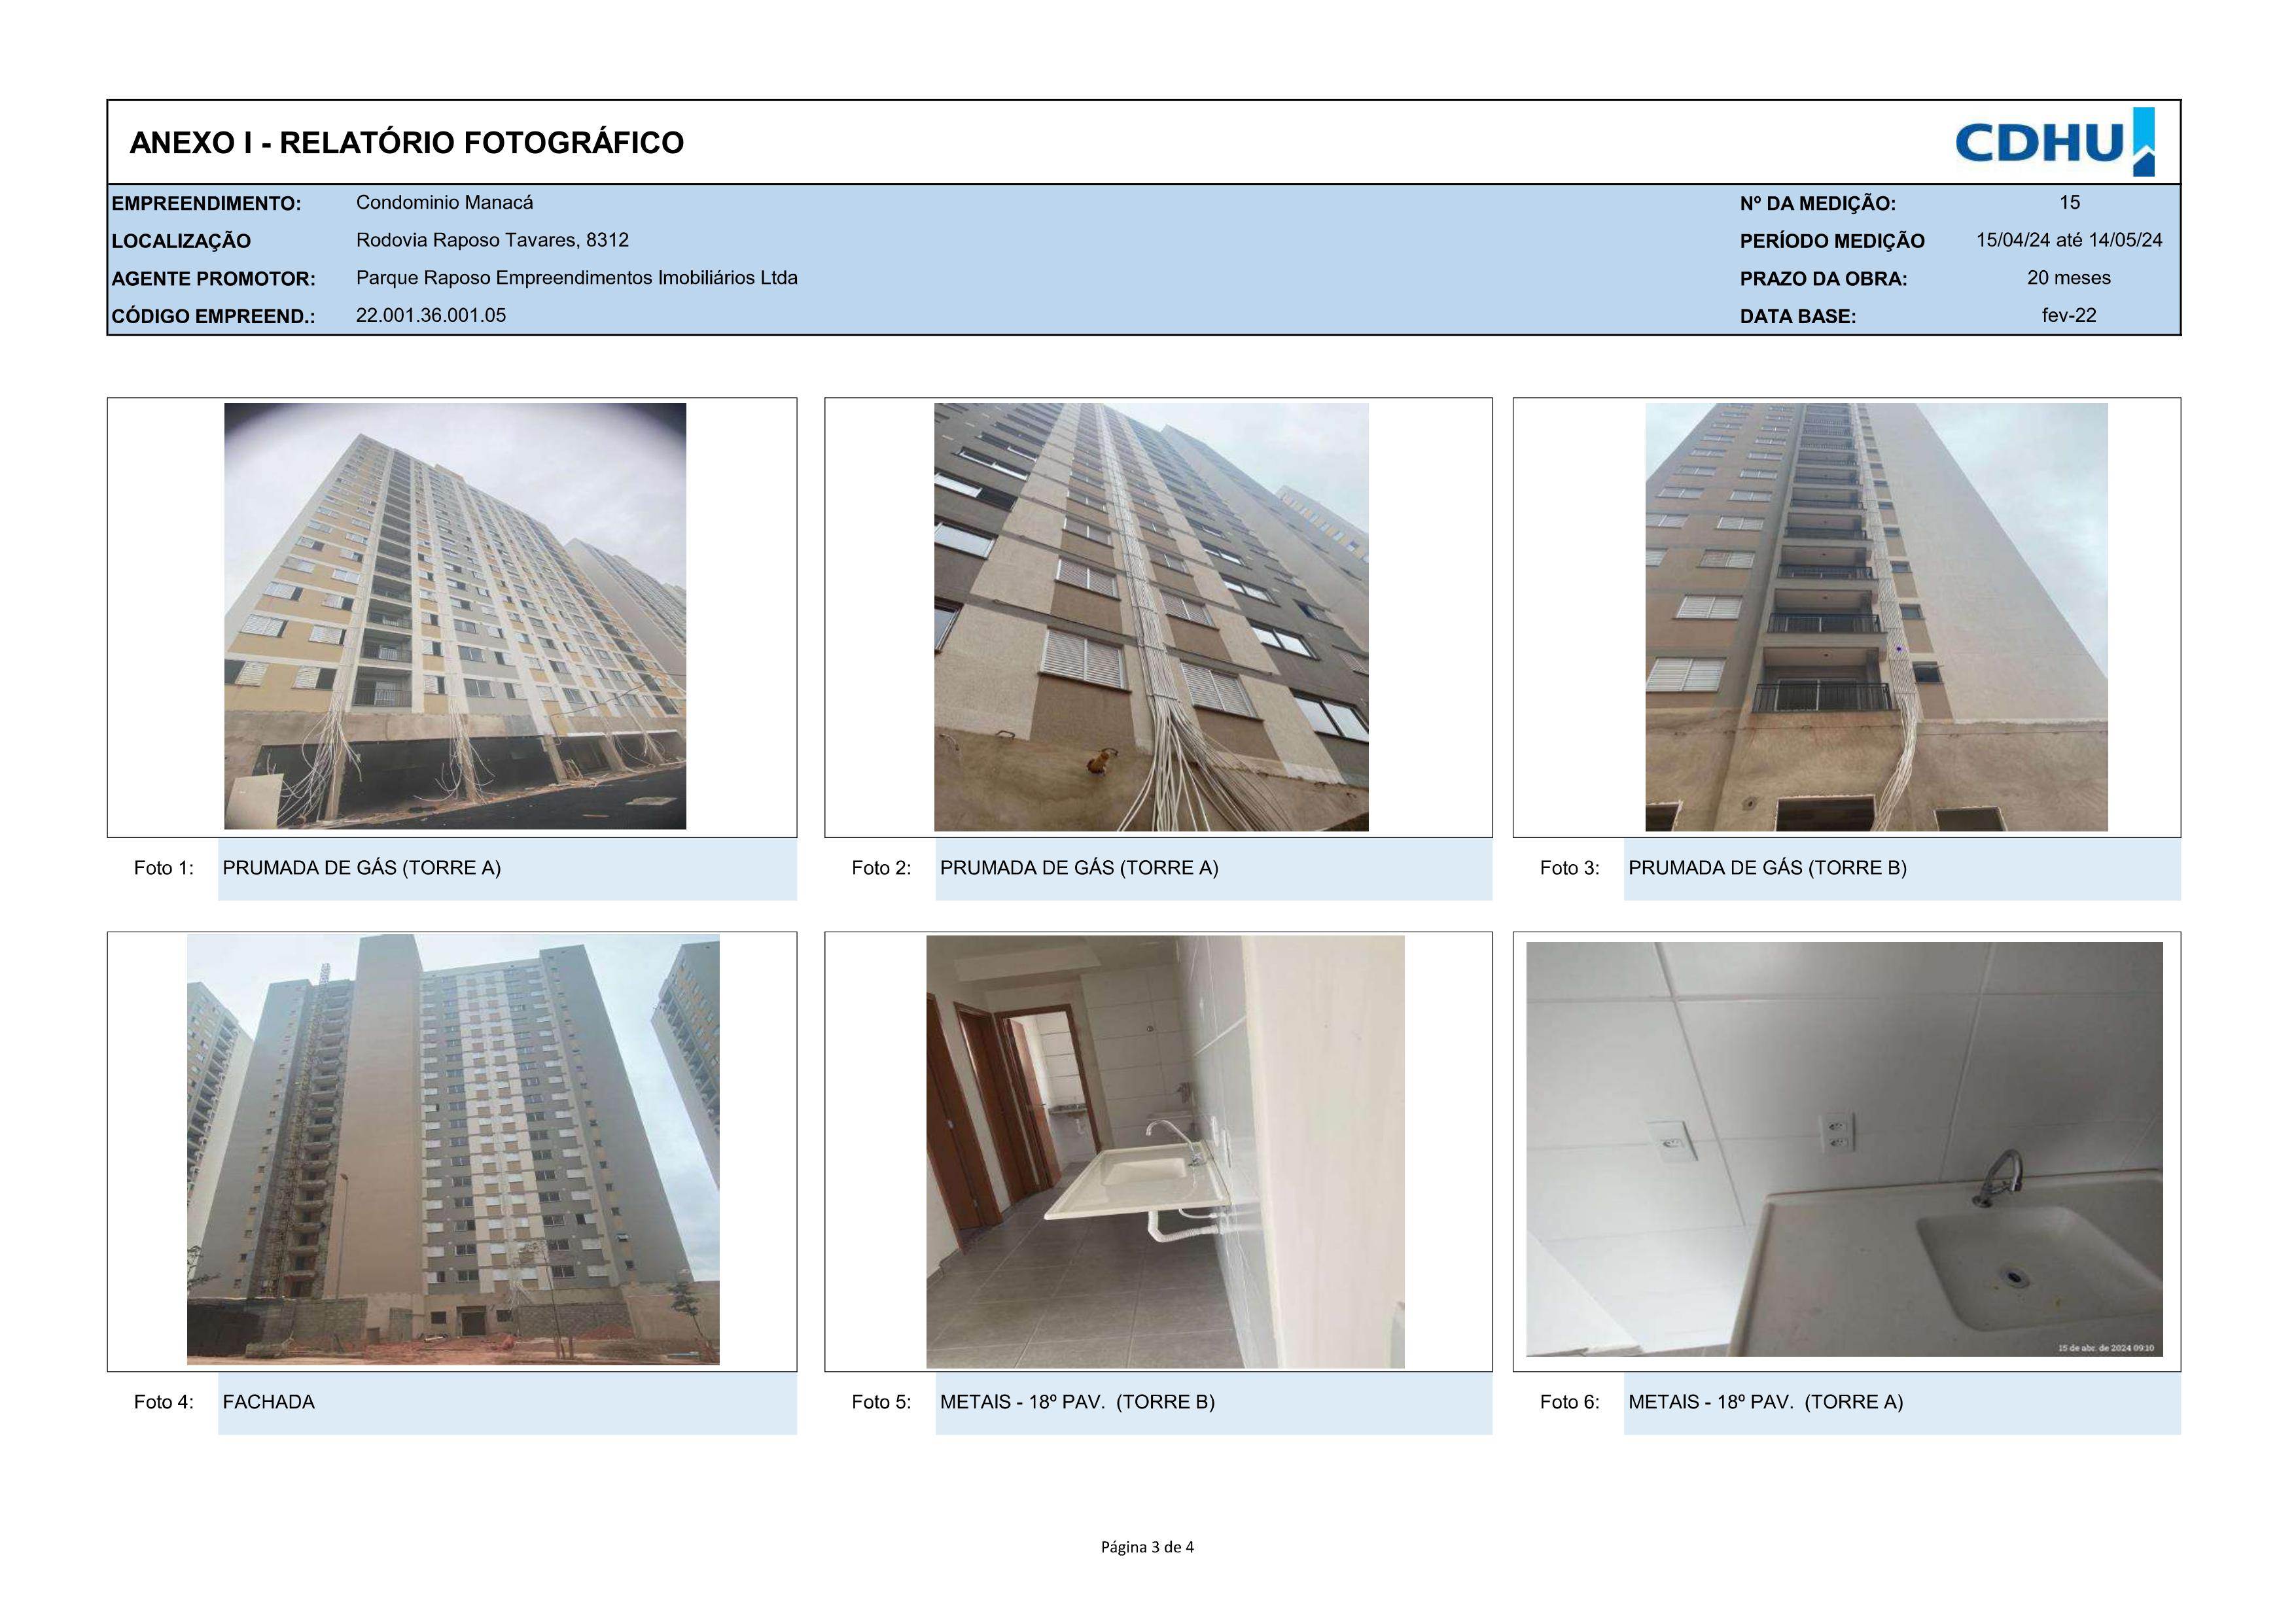 ANEXO I - RELATÓRIO FOTOGRÁFICO
CDHU
EMPREENDIMENTO: Condominio Manacá
Nº DA MEDIÇÃO: 15
LOCALIZAÇÃO Rodovia Raposo Tavares, 8312
PERÍODO MEDIÇÃO 15/04/24 até 14/05/24
AGENTE PROMOTOR: Parque Raposo Empreendimentos Imobiliários Ltda
PRAZO DA OBRA: 20 meses
CÓDIGO EMPREEND.: 22.001.36.001.05
DATA BASE: fev-22
Foto 1: PRUMADA DE GÁS (TORRE A)
Foto 2: PRUMADA DE GÁS (TORRE A)
Foto 3: PRUMADA DE GÁS (TORRE B)
15 de abr. de 2024 09:10
Foto 4: FACHADA
Foto 5: METAIS - 18º PAV. (TORRE B)
Foto 6: METAIS - 18º PAV. (TORRE A)
Página 3 de 4